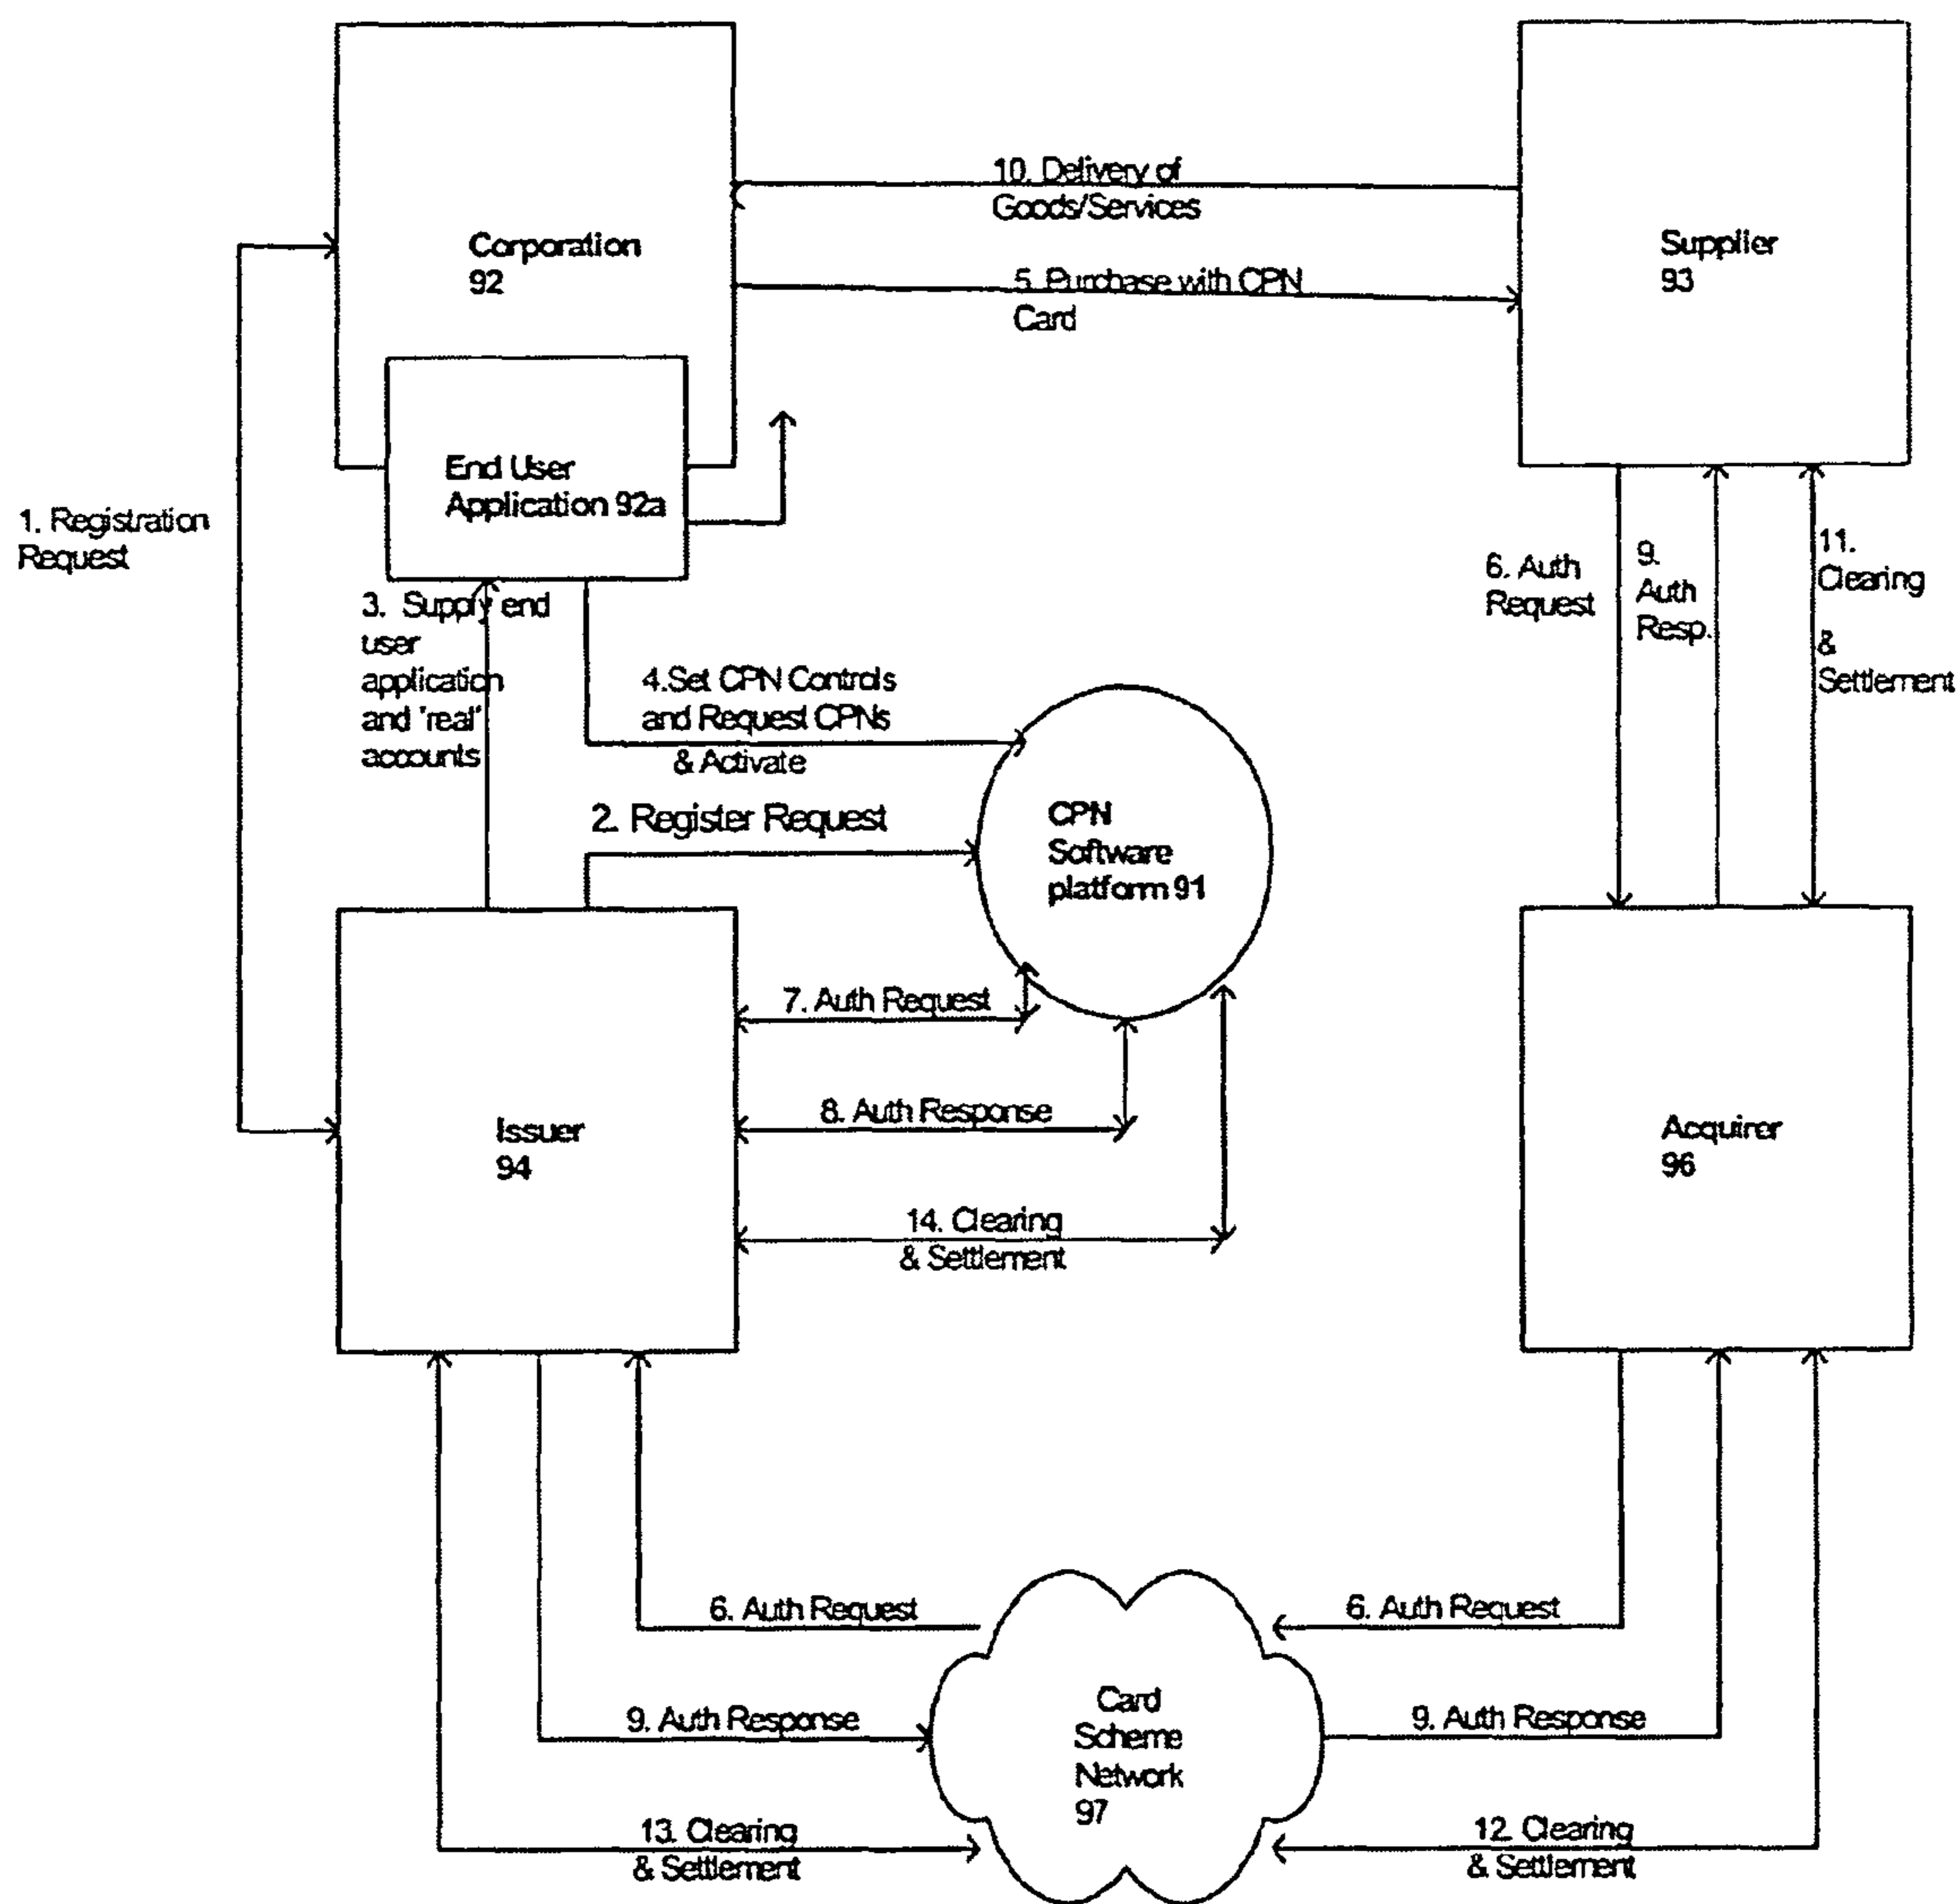 10. Delivery of
Goods/Services
Corporation
92
Supplier
93
5. Purchase with CPN
Card
End User
Application 92a
1. Registration
Request
6. Auth
Request
9.
Auth
Resp.
11.
Clearing
&
Settlement
3. Supply end
user
application
and 'real'
accounts
4.Set CPN Controls
and Request CPNs
& Activate
2. Register Request
CPN
Software
platform 91
7. Auth Request
8. Auth Response
Issuer
94
Acquirer
96
14. Clearing
& Settlement
6. Auth Request
6. Auth Request
Card
Scheme
Network
97
9. Auth Response
9. Auth Response
13. Clearing
& Settlement
12. Clearing
& Settlement